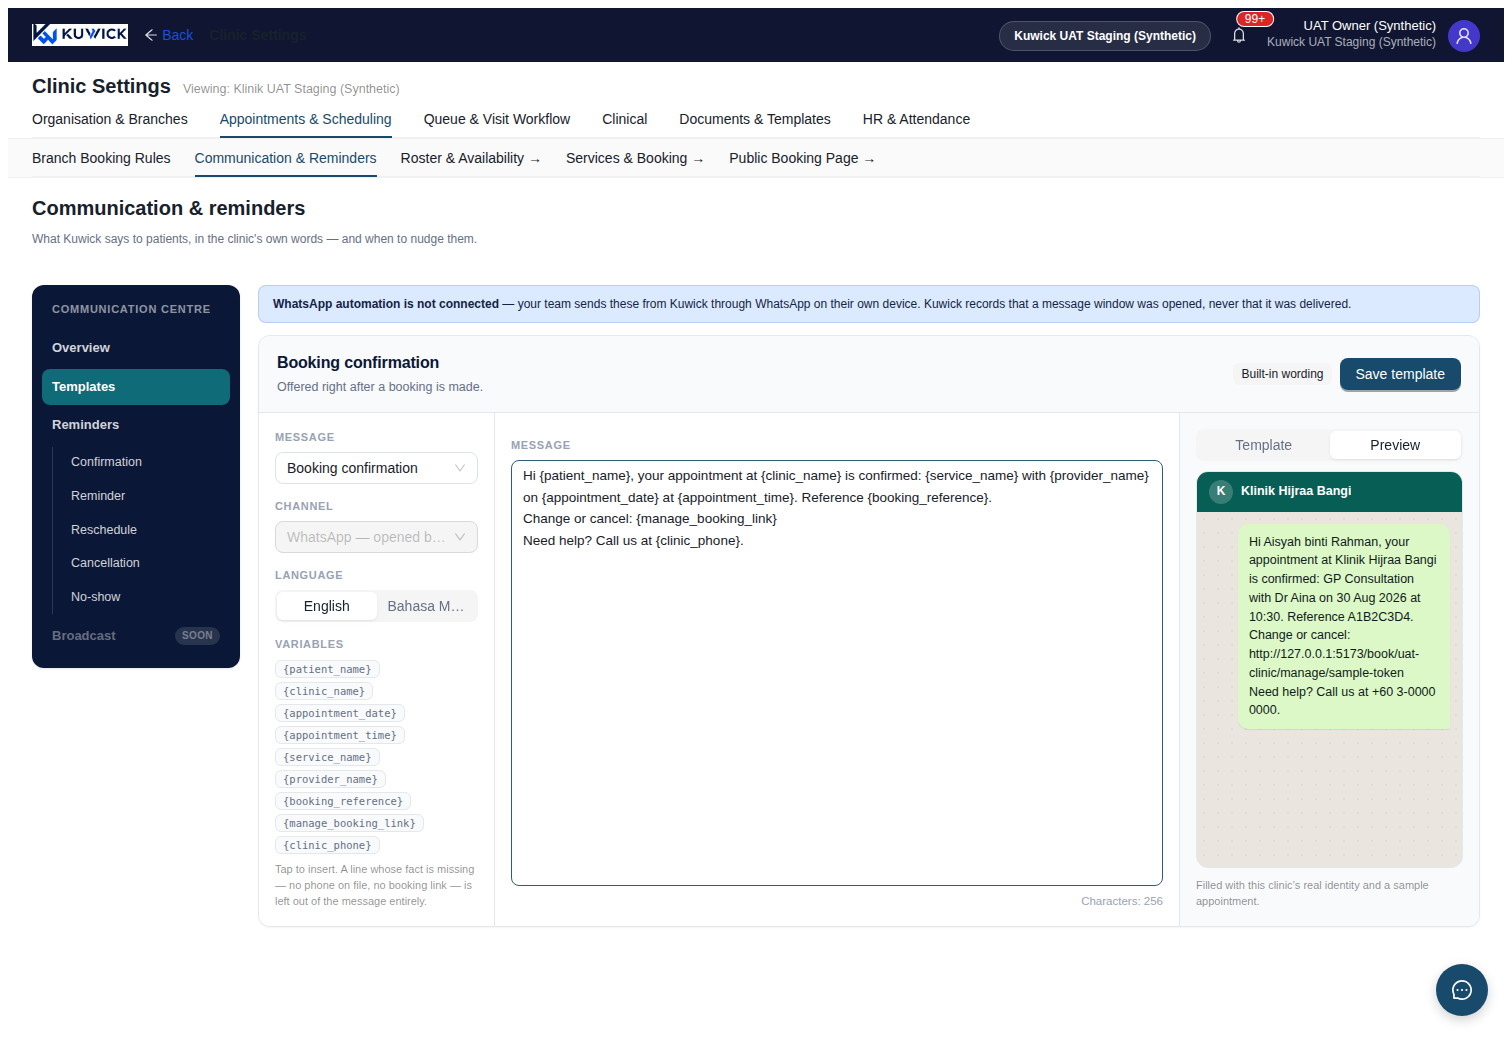 KUWICK
Back
Clinic Settings
Kuwick UAT Staging (Synthetic)
99+
UAT Owner (Synthetic)
Kuwick UAT Staging (Synthetic)
Clinic Settings
Viewing: Klinik UAT Staging (Synthetic)
Organisation & Branches
Appointments & Scheduling
Queue & Visit Workflow
Clinical
Documents & Templates
HR & Attendance
Branch Booking Rules
Communication & Reminders
Roster & Availability →
Services & Booking →
Public Booking Page →
Communication & reminders
What Kuwick says to patients, in the clinic's own words — and when to nudge them.
COMMUNICATION CENTRE
Overview
Templates
Reminders
Confirmation
Reminder
Reschedule
Cancellation
No-show
Broadcast
SOON
WhatsApp automation is not connected — your team sends these from Kuwick through WhatsApp on their own device. Kuwick records that a message window was opened, never that it was delivered.
Booking confirmation
Offered right after a booking is made.
Built-in wording
Save template
MESSAGE
Booking confirmation
CHANNEL
WhatsApp — opened b...
LANGUAGE
English
Bahasa M...
VARIABLES
{patient_name}
{clinic_name}
{appointment_date}
{appointment_time}
{service_name}
{provider_name}
{booking_reference}
{manage_booking_link}
{clinic_phone}
Tap to insert. A line whose fact is missing
— no phone on file, no booking link — is
left out of the message entirely.
MESSAGE
Hi {patient_name}, your appointment at {clinic_name} is confirmed: {service_name} with {provider_name}
on {appointment_date} at {appointment_time}. Reference {booking_reference}.
Change or cancel: {manage_booking_link}
Need help? Call us at {clinic_phone}.
Characters: 256
Template
Preview
K
Klinik Hijraa Bangi
Hi Aisyah binti Rahman, your
appointment at Klinik Hijraa Bangi
is confirmed: GP Consultation
with Dr Aina on 30 Aug 2026 at
10:30. Reference A1B2C3D4.
Change or cancel:
http://127.0.0.1:5173/book/uat-
clinic/manage/sample-token
Need help? Call us at +60 3-0000
0000.
Filled with this clinic's real identity and a sample
appointment.